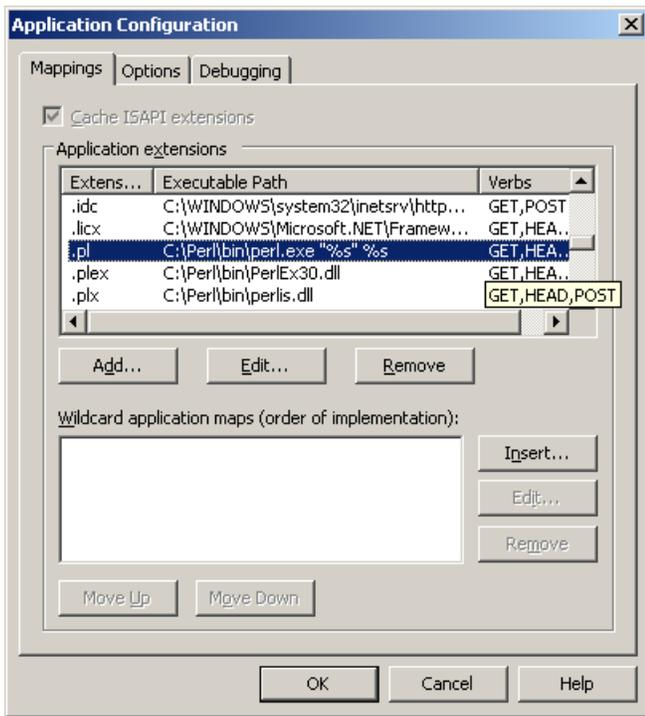 Application Configuration
Mappings Options Debugging
Cache ISAPI extensions
Application extensions
Extens... Executable Path Verbs
.idc C:\WINDOWS\system32\inetsrv\http... GET,POST
.licx C:\WINDOWS\Microsoft.NET\Framew... GET,HEA...
.pl C:\Perl\bin\perl.exe "%s" %s GET,HEA...
.plex C:\Perl\bin\PerlEx30.dll GET,HEA...
.plx C:\Perl\bin\perlis.dll GET,HEAD,POST
Add... Edit... Remove
Wildcard application maps (order of implementation):
Insert...
Edit...
Remove
Move Up Move Down
OK Cancel Help